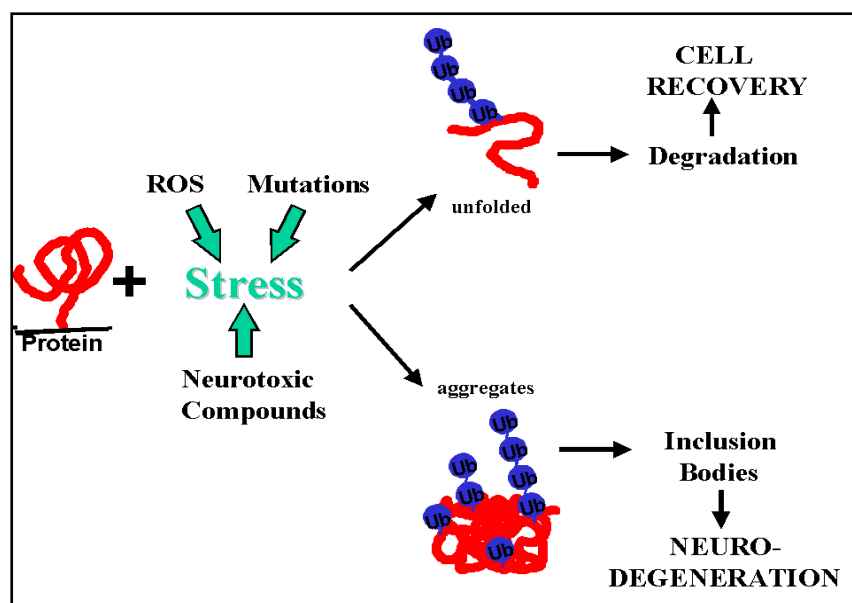 Ub
Ub
Ub
Ub
CELL
RECOVERY
Degradation
unfolded
ROS Mutations
Stress
+
Protein
Neurotoxic
Compounds
aggregates
Ub
Ub
Ub
Ub
Ub
Ub
Ub
Ub
Inclusion
Bodies
NEURO-
DEGENERATION